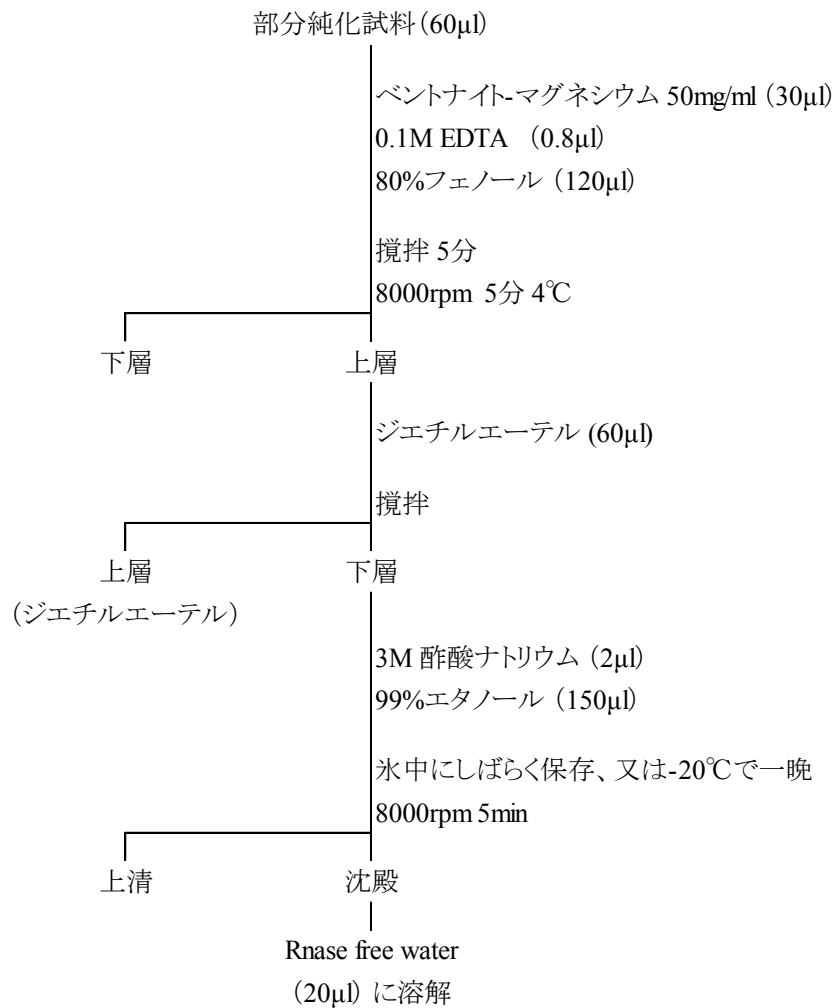 部分純化試料(60μl)
ベントナイト-マグネシウム 50mg/ml (30μl)
0.1M EDTA (0.8μl)
80%フェノール (120μl)
攪拌 5分
8000rpm 5分 4℃
下層 上層
ジエチルエーテル (60μl)
攪拌
上層 下層
(ジエチルエーテル)
3M 酢酸ナトリウム (2μl)
99%エタノール (150μl)
氷中にしばらく保存、又は-20℃で一晩
8000rpm 5min
上清 沈殿
Rnase free water
(20μl) に溶解